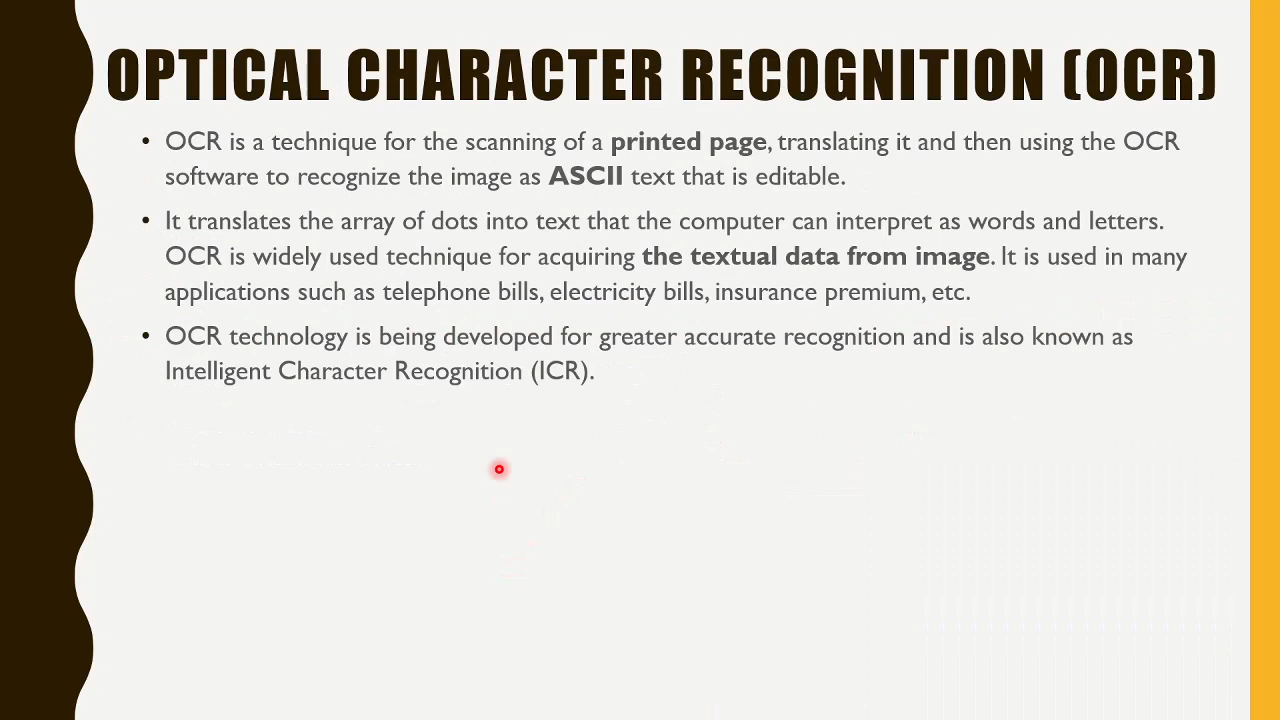 OPTICAL CHARACTER RECOGNITION (OCR)
• OCR is a technique for the scanning of a printed page, translating it and then using the OCR
software to recognize the image as ASCII text that is editable.
• It translates the array of dots into text that the computer can interpret as words and letters.
OCR is widely used technique for acquiring the textual data from image. It is used in many
applications such as telephone bills, electricity bills, insurance premium, etc.
• OCR technology is being developed for greater accurate recognition and is also known as
Intelligent Character Recognition (ICR).